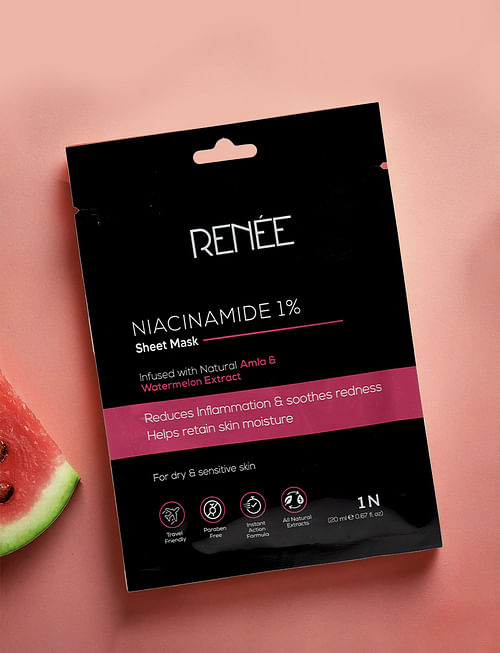 RENÉE
NIACINAMIDE 1%
Sheet Mask
Infused with Natural Amla &
Watermelon Extract
Reduces Inflammation & soothes redness
Helps retain skin moisture
For dry & sensitive skin
Travel
Friendly
Paraben
Free
Instant
Action
Formula
All Natural
Extracts
1 N
(20 ml ℮ 0.67 fl. oz)